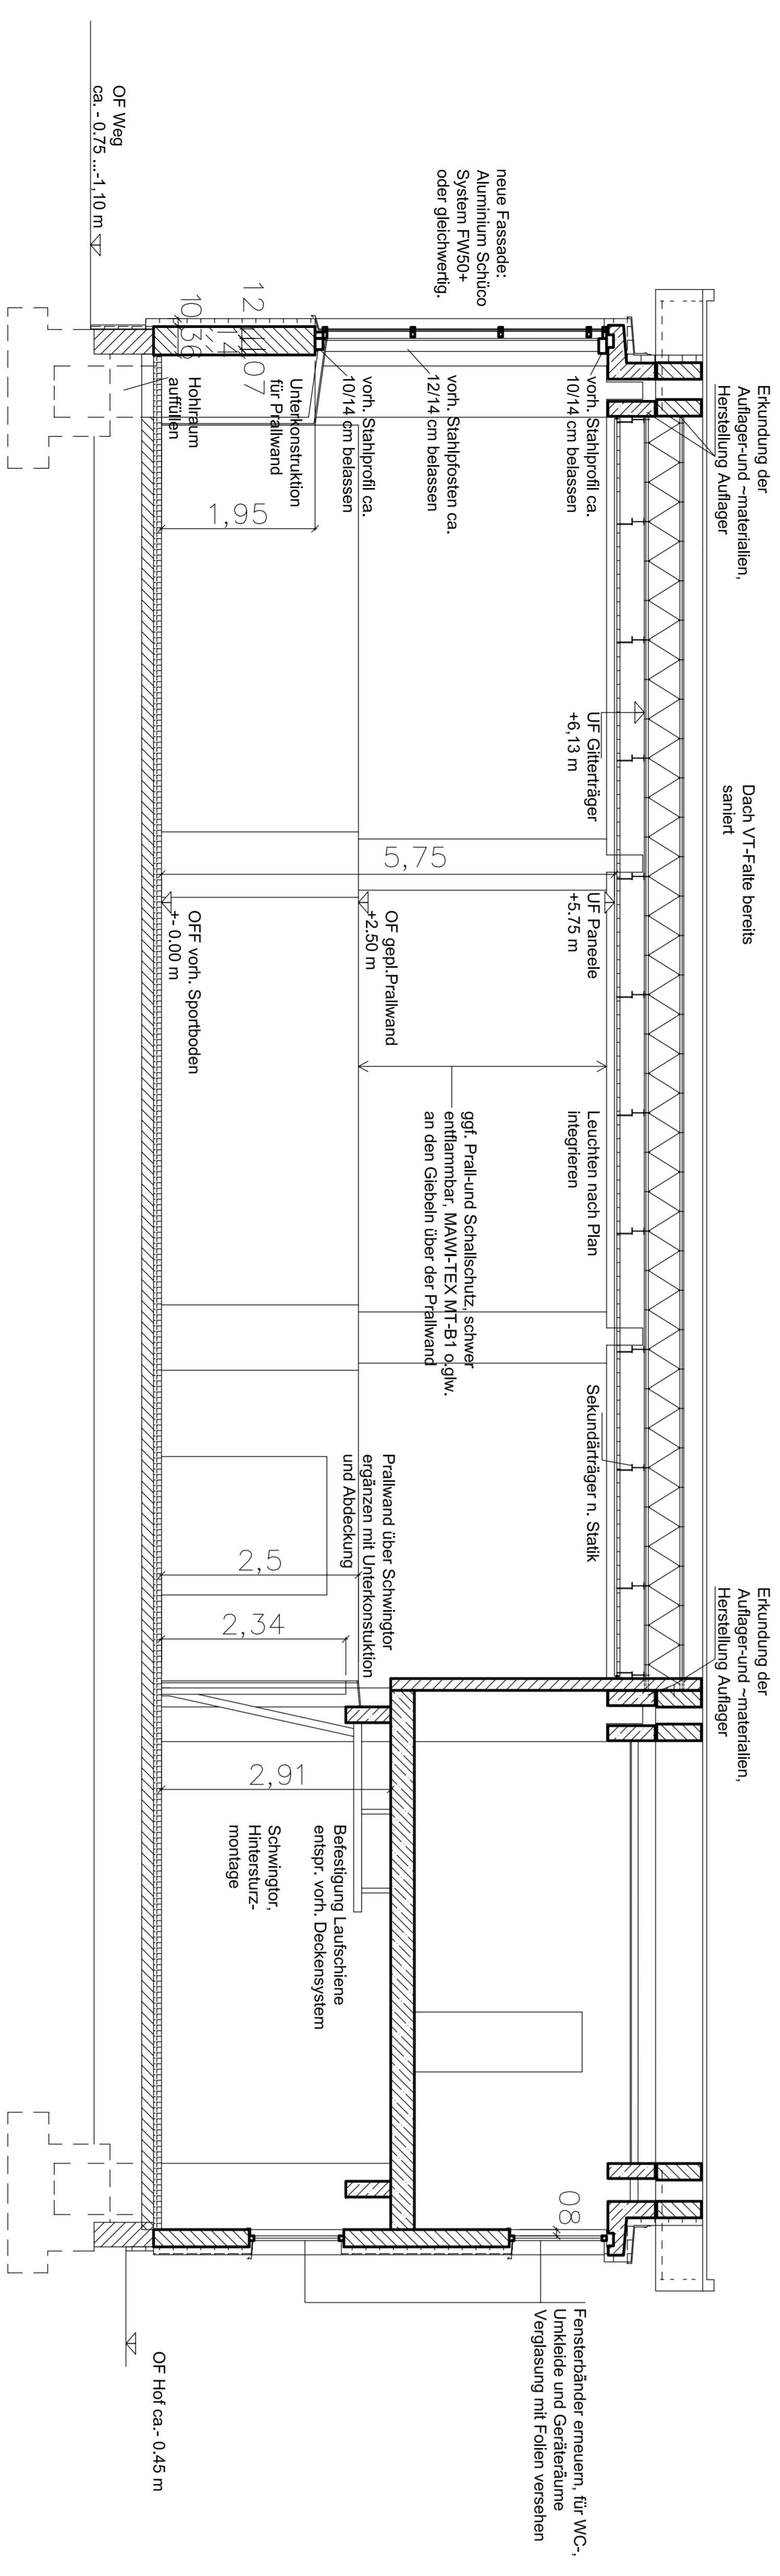 Erkundung der
Auflager-und ~materialien,
Herstellung Auflager
Dach VT-Falte bereits
saniert
Erkundung der
Auflager-und ~materialien,
Herstellung Auflager
neue Fassade:
Aluminium Schüco
System FW50+
oder gleichwertig.
vorh. Stahlprofil ca.
10/14 cm belassen
UF Gitterträger
+6,13 m
UF Paneele
+5.75 m
Leuchten nach Plan
integrieren
Sekundärträger n. Statik
08
Fensterbänder erneuern, für WC-,
Umkleide und Geräteräume
Verglasung mit Folien versehen
vorh. Stahlpfosten ca.
12/14 cm belassen
ggf. Prall-und Schallschutz, schwer
entflammbar, MAWI-TEX MT-B1 o.glw.
an den Giebeln über der Prallwand
5,75
vorh. Stahlprofil ca.
10/14 cm belassen
OF gepl.Prallwand
+2.50 m
Prallwand über Schwingtor
ergänzen mit Unterkonstuktion
und Abdeckung
Unterkonstruktion
für Prallwand
1,95
2,5
2,34
2,91
Befestigung Laufschiene
entspr. vorh. Deckensystem
Schwingtor,
Hintersturz-
montage
12
07
10
36
14
Hohlraum
auffüllen
OFF vorh. Sportboden
+- 0.00 m
OF Weg
ca. - 0.75 ...-1,10 m
OF Hof ca.- 0.45 m